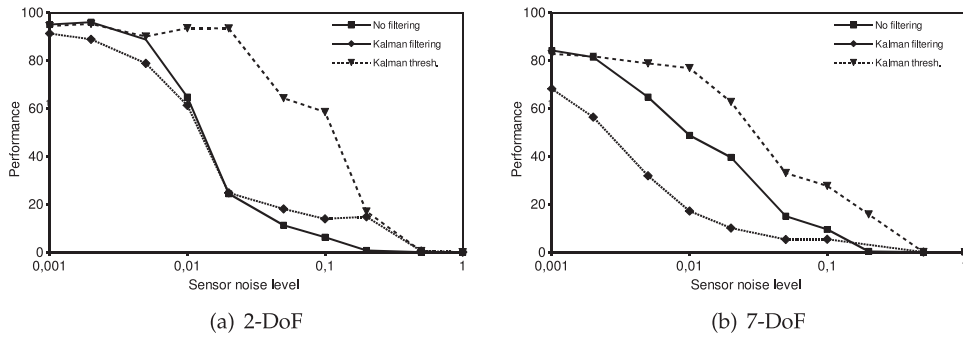 100
80
60
40
20
0
Performance
0,001
0,01
0,1
1
Sensor noise level
No filtering
Kalman filtering
Kalman thresh.
(a) 2-DoF
100
80
60
40
20
0
Performance
0,001
0,01
0,1
1
Sensor noise level
No filtering
Kalman filtering
Kalman thresh.
(b) 7-DoF